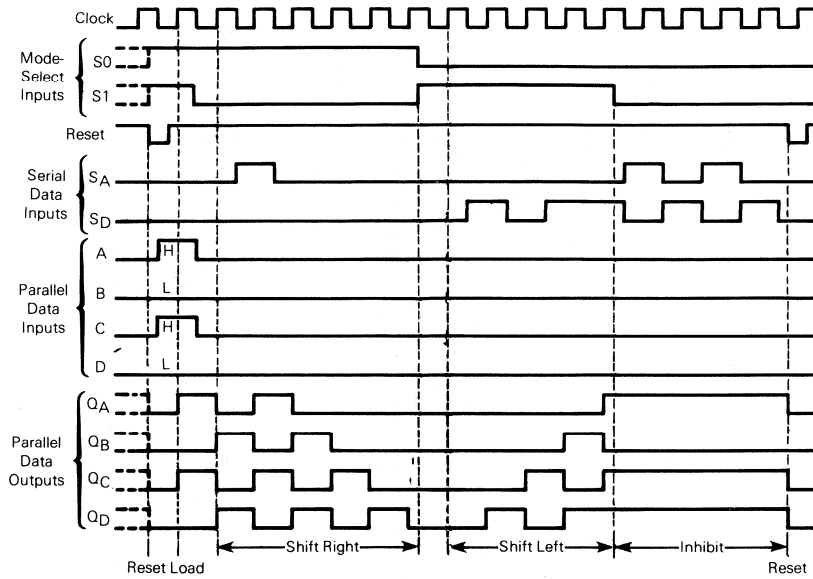 Clock
Mode-
Select
Inputs
S0
S1
Reset
Serial
Data
Inputs
SA
SD
Parallel
Data
Inputs
A H
B L
C H
D L
Parallel
Data
Outputs
QA
QB
QC
QD
Shift Right Shift Left Inhibit
Reset Load Reset